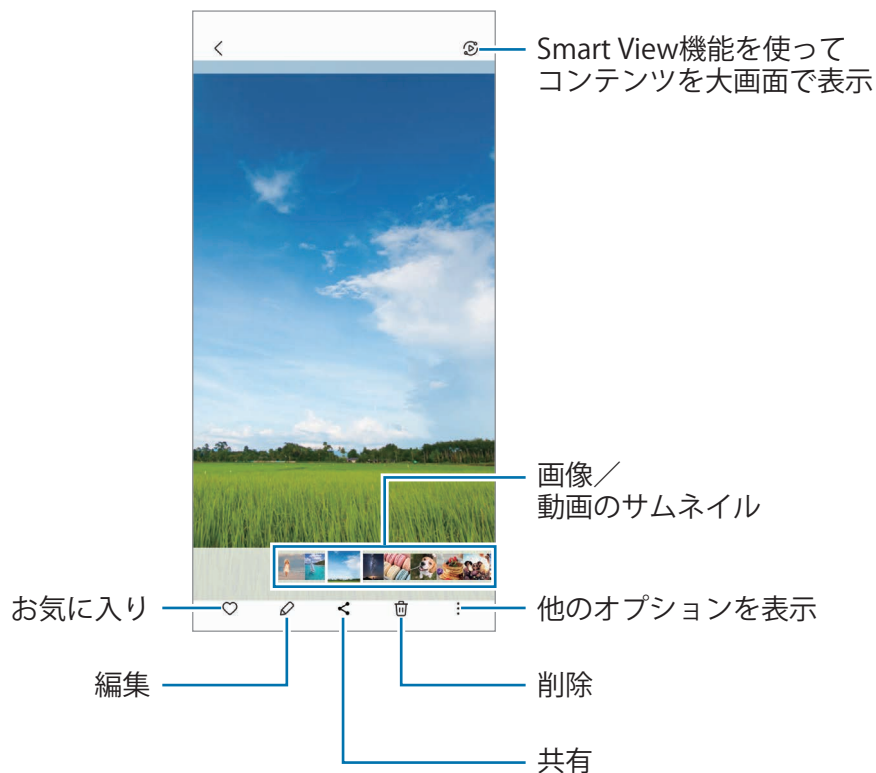 Smart View機能を使って
コンテンツを大画面で表示
画像／
動画のサムネイル
お気に入り
他のオプションを表示
編集
削除
共有